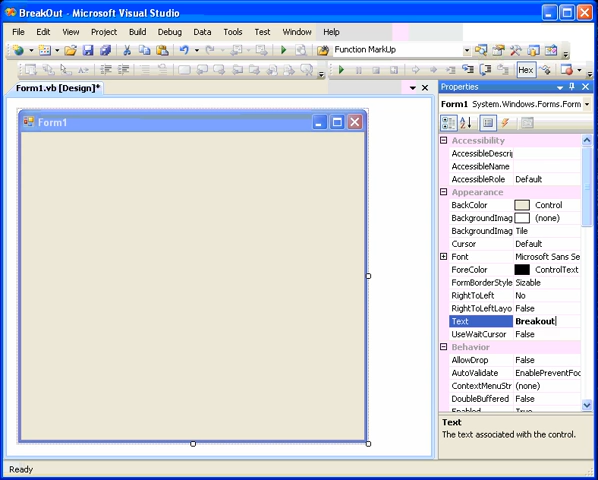 BreakOut - Microsoft Visual Studio
File Edit View Project Build Debug Data Tools Test Window Help
Function MarkUp
Hex
Form1.vb [Design]*
Form1
Properties
Form1 System.Windows.Forms.Form
Accessibility
AccessibleDescrip
AccessibleName
AccessibleRole Default
Appearance
BackColor Control
BackgroundImag (none)
BackgroundImag Tile
Cursor Default
Font Microsoft Sans Se
ForeColor ControlText
FormBorderStyle Sizable
RightToLeft No
RightToLeftLayo False
Text Breakout
UseWaitCursor False
Behavior
AllowDrop False
AutoValidate EnablePreventFoc
ContextMenuStr (none)
DoubleBuffered False
Enabled True
Text
The text associated with the control.
Ready